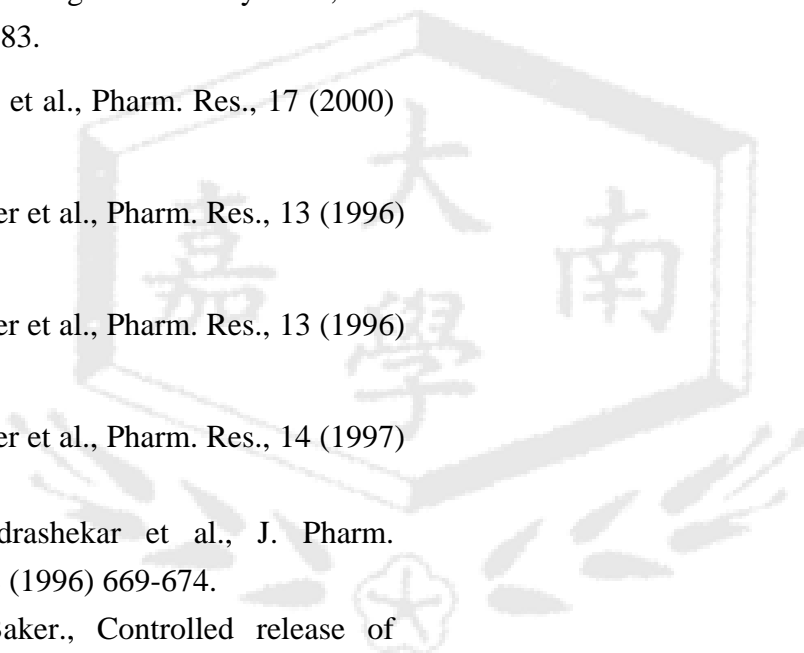 83.
et al., Pharm. Res., 17 (2000)
er et al., Pharm. Res., 13 (1996)
er et al., Pharm. Res., 13 (1996)
er et al., Pharm. Res., 14 (1997)
drashekar et al., J. Pharm.
(1996) 669-674.
aker., Controlled release of
大
嘉 南
學